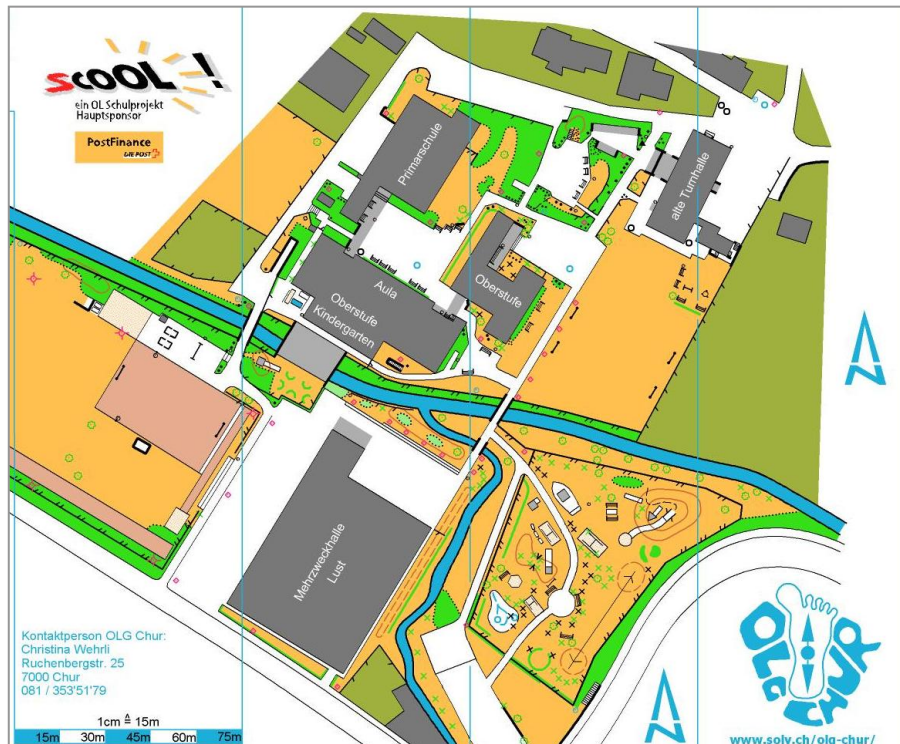 scOOL !
ein OL Schulprojekt
Hauptsponsor
PostFinance
DIE POST
Primarschule
alte Turnhalle
Aula
Oberstufe
Kindergarten
Oberstufe
Mehrzweckhalle
Lust
Kontaktperson OLG Chur:
Christina Wehrli
Ruchenbergstr. 25
7000 Chur
081 / 353'51'79
1cm ≙ 15m
15m 30m 45m 60m 75m
N
N
OLG CHUR
www.solv.ch/olg-chur/